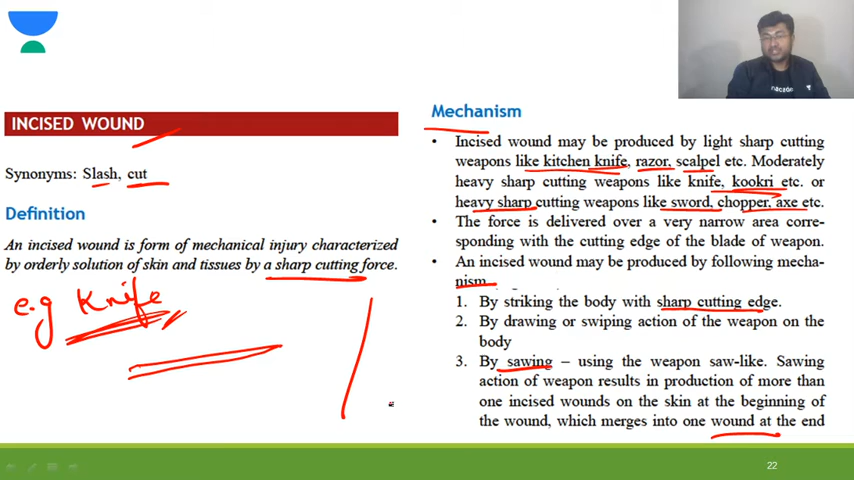 INCISED WOUND
Synonyms: Slash, cut
Definition
An incised wound is form of mechanical injury characterized
by orderly solution of skin and tissues by a sharp cutting force.
e.g Knife
Mechanism
• Incised wound may be produced by light sharp cutting
weapons like kitchen knife, razor, scalpel etc. Moderately
heavy sharp cutting weapons like knife, kookri etc. or
heavy sharp cutting weapons like sword, chopper, axe etc.
• The force is delivered over a very narrow area corre-
sponding with the cutting edge of the blade of weapon.
• An incised wound may be produced by following mecha-
nism
1. By striking the body with sharp cutting edge.
2. By drawing or swiping action of the weapon on the
body
3. By sawing – using the weapon saw-like. Sawing
action of weapon results in production of more than
one incised wounds on the skin at the beginning of
the wound, which merges into one wound at the end
22